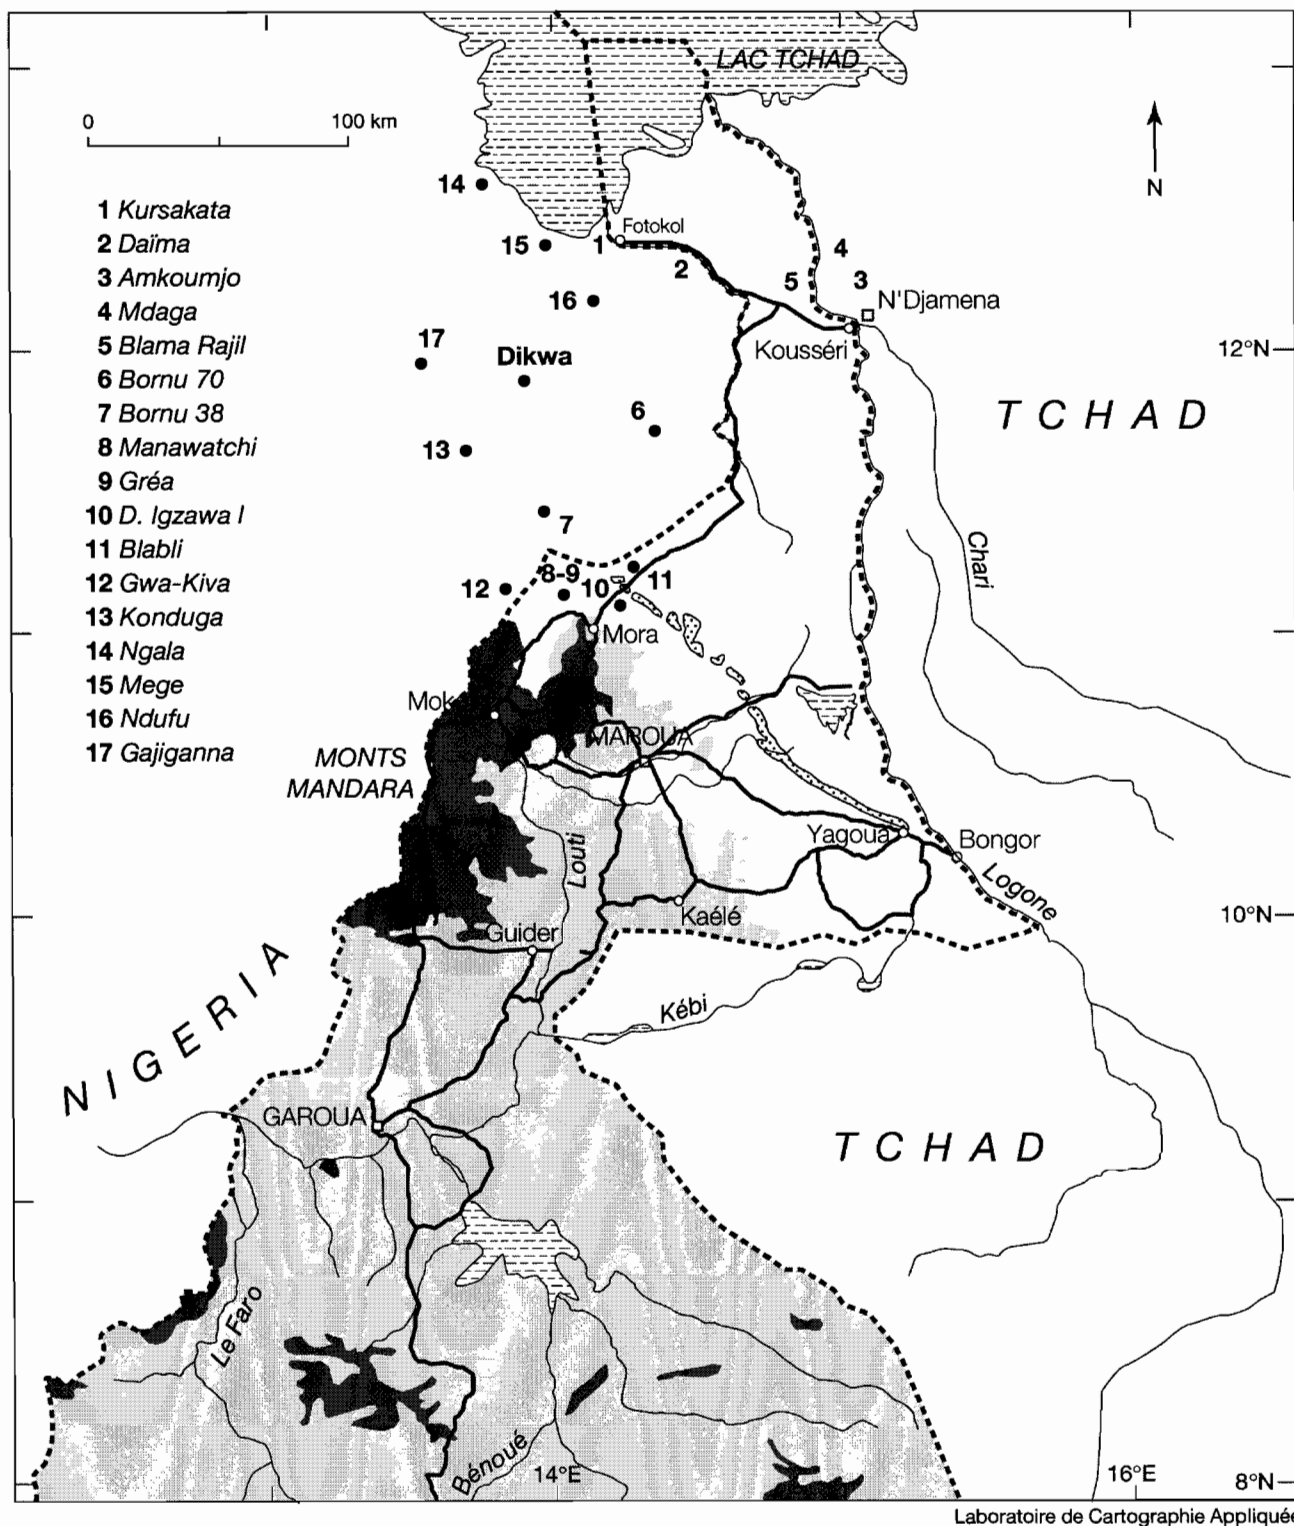 LAC TCHAD
0 100 km
N
1 Kursakata
2 Daïma
3 Amkoumjo
4 Mdaga
5 Blama Rajil
6 Bornu 70
7 Bornu 38
8 Manawatchi
9 Gréa
10 D. Igzawa I
11 Blabli
12 Gwa-Kiva
13 Konduga
14 Ngala
15 Mege
16 Ndufu
17 Gajiganna
14
15
1
Fotokol
2
4
3
5
N'Djamena
16
Kousséri
12°N
17
Dikwa
6
13
TCHAD
7
Chari
12
8-9
10
11
Mora
Mok
MAROUA
MONTS
MANDARA
Louti
Yagoua
Bongor
Logone
Kaélé
10°N
Guider
NIGERIA
Kébi
GAROUA
TCHAD
Le Faro
Bénoué
14°E
16°E
8°N
Laboratoire de Cartographie Appliquée